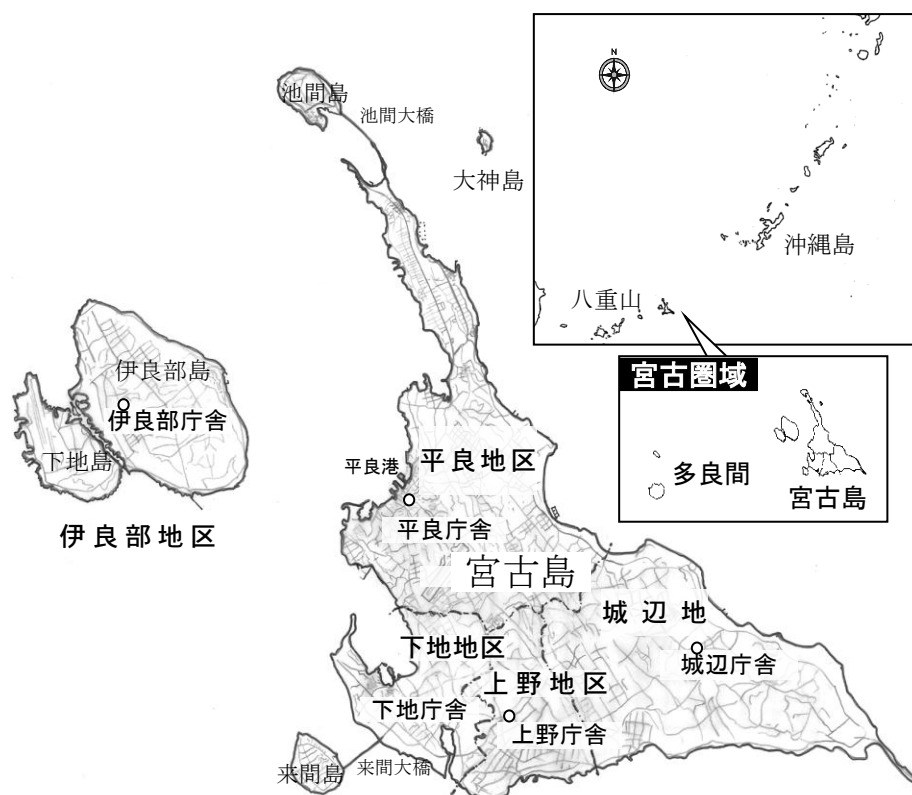 池間島
池間大橋
大神島
N
沖縄島
八重山
宮古圏域
多良間
宮古島
伊良部島
伊良部庁舎
下地島
伊良部地区
平良港
平良地区
平良庁舎
宮古島
城辺地
城辺庁舎
下地地区
上野地区
下地庁舎
上野庁舎
来間島
来間大橋